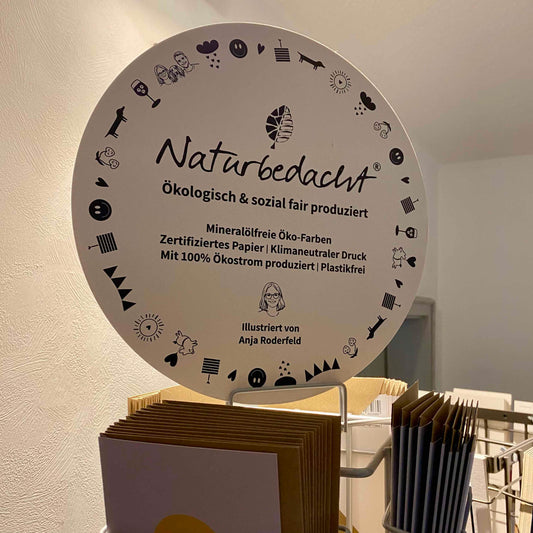 Naturbedacht®
Ökologisch & sozial fair produziert
Mineralölfreie Öko-Farben
Zertifiziertes Papier | Klimaneutraler Druck
Mit 100% Ökostrom produziert | Plastikfrei
Illustriert von
Anja Roderfeld